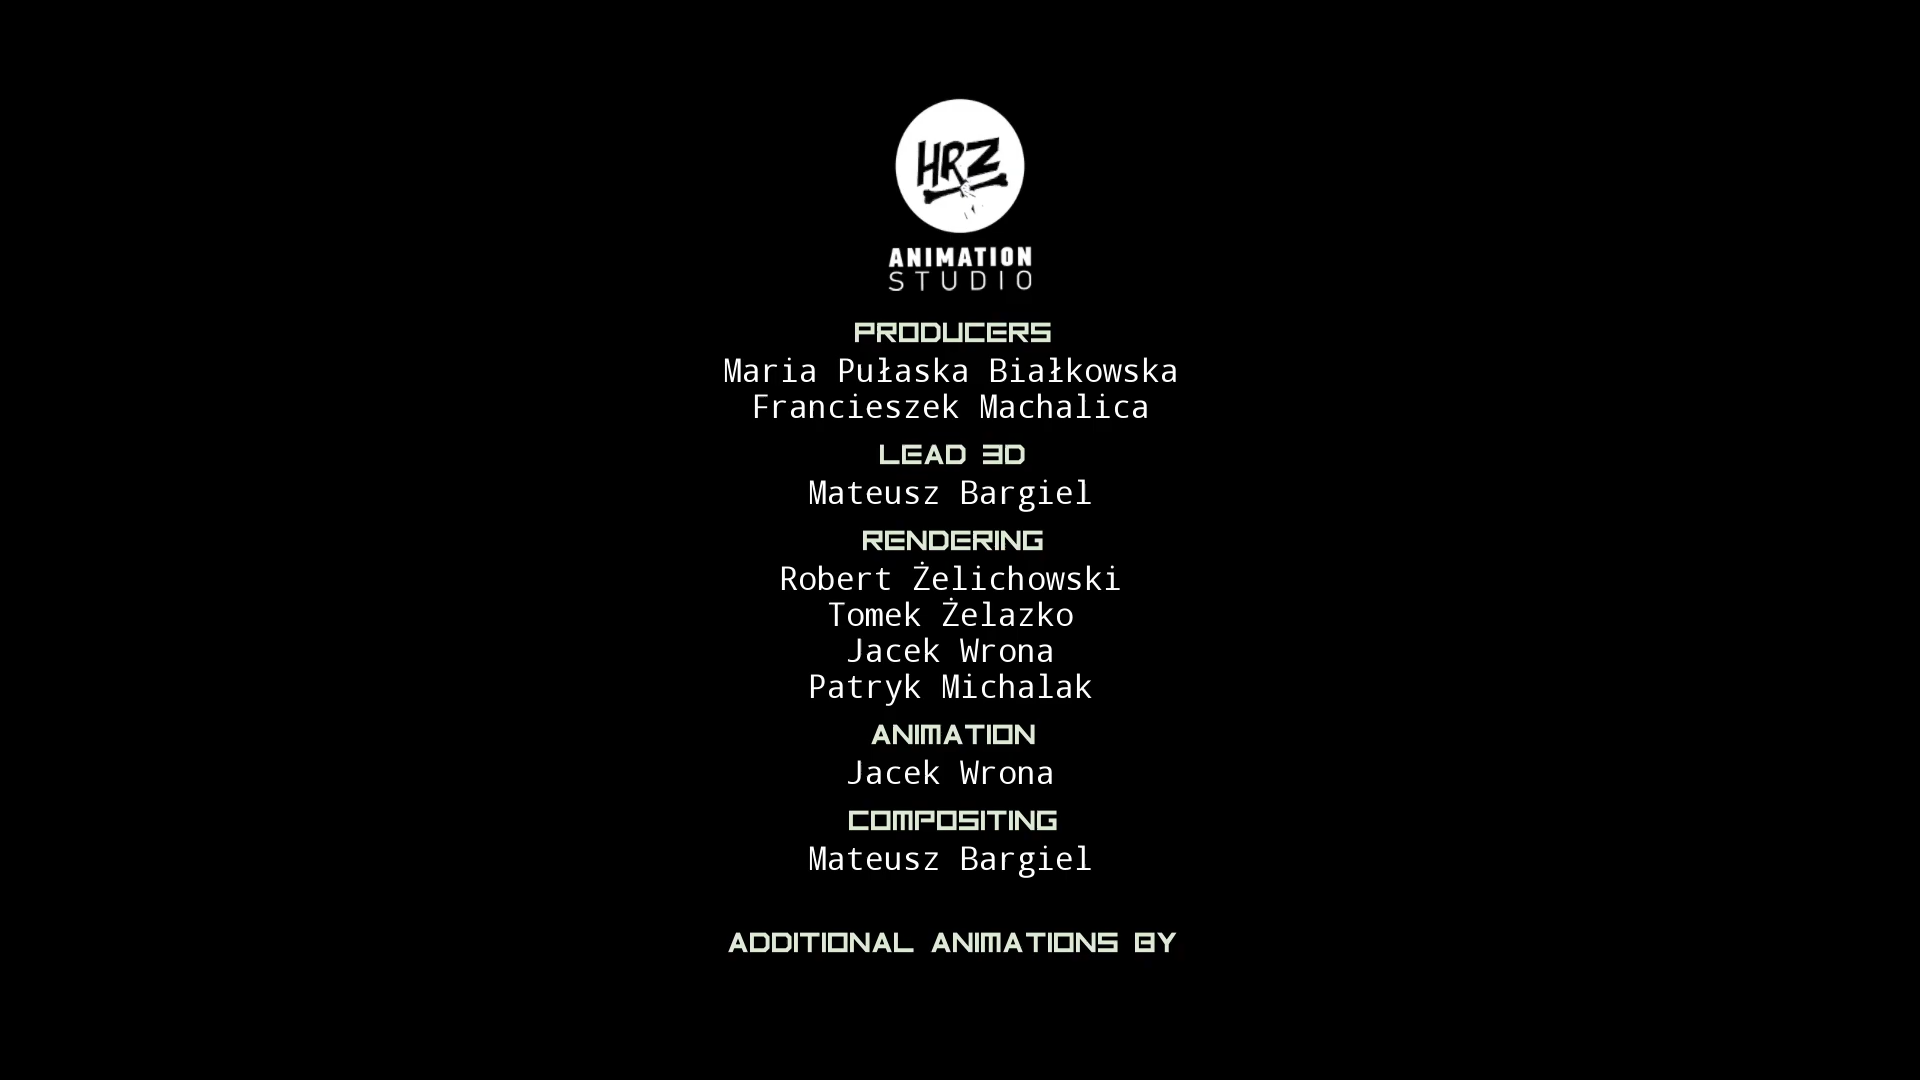 HRZ
ANIMATION
STUDIO
PRODUCERS
Maria Pułaska Białkowska
Francieszek Machalica
LEAD 3D
Mateusz Bargiel
RENDERING
Robert Żelichowski
Tomek Żelazko
Jacek Wrona
Patryk Michalak
ANIMATION
Jacek Wrona
COMPOSITING
Mateusz Bargiel
ADDITIONAL ANIMATIONS BY